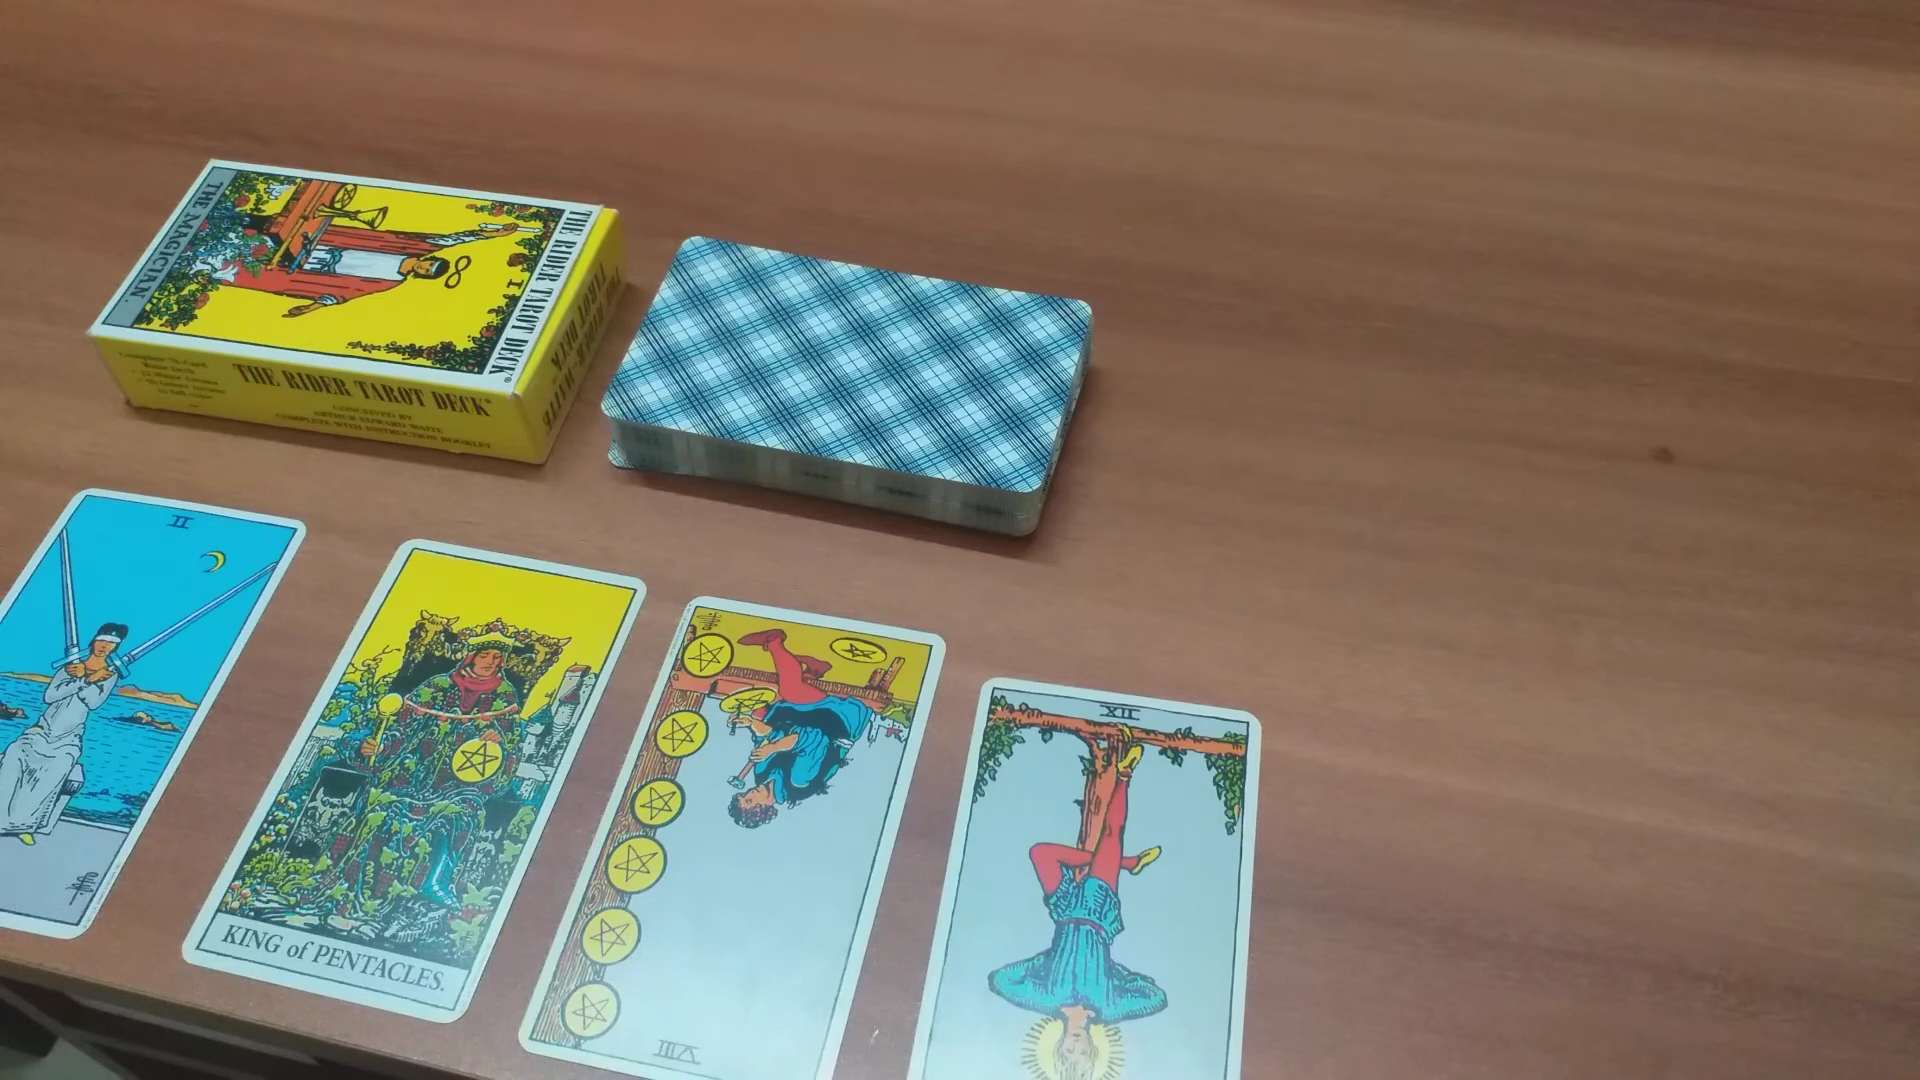 THE RIDER TAROT DECK®
I
THE MAGICIAN.
THE RIDER TAROT DECK®
CONCEIVED BY
ARTHUR EDWARD WAITE
COMPLETE WITH INSTRUCTION BOOKLET
II
KING of PENTACLES.
VIII
XII